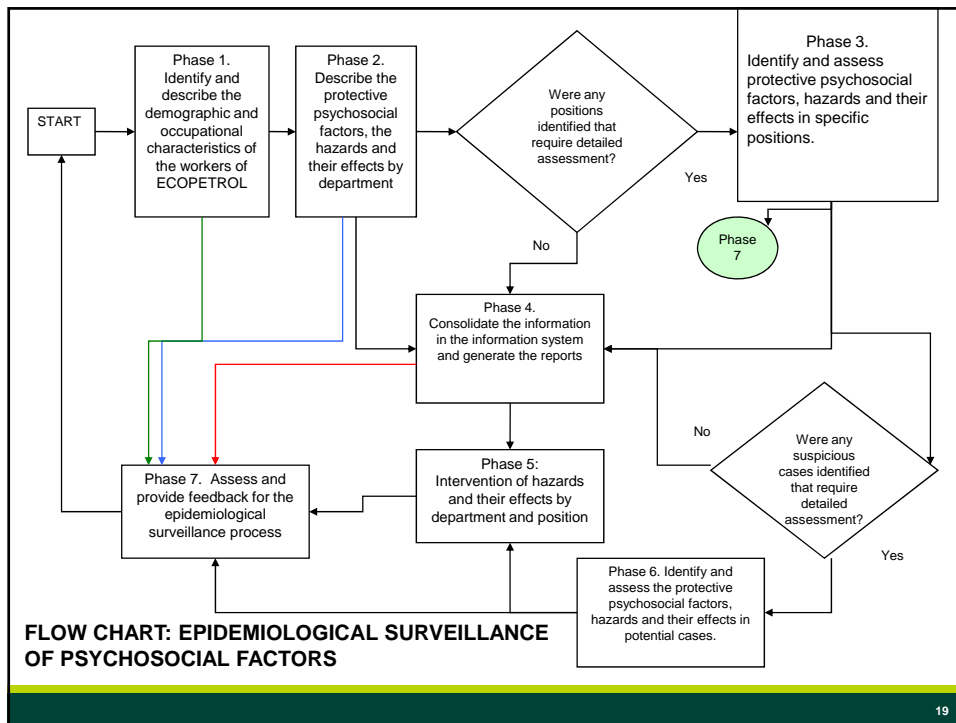 START
Phase 1.
Identify and
describe the
demographic and
occupational
characteristics of
the workers of
ECOPETROL
Phase 2.
Describe the
protective
psychosocial
factors, the
hazards and
their effects by
department
Were any
positions
identified that
require detailed
assessment?
Yes
No
Phase 3.
Identify and assess
protective psychosocial
factors, hazards and their
effects in specific
positions.
Phase
7
Phase 4.
Consolidate the information
in the information system
and generate the reports
No
Were any
suspicious
cases identified
that require
detailed
assessment?
Yes
Phase 5:
Intervention of hazards
and their effects by
department and position
Phase 7.  Assess and
provide feedback for the
epidemiological
surveillance process
Phase 6. Identify and
assess the protective
psychosocial factors,
hazards and their effects in
potential cases.
FLOW CHART: EPIDEMIOLOGICAL SURVEILLANCE
OF PSYCHOSOCIAL FACTORS
19